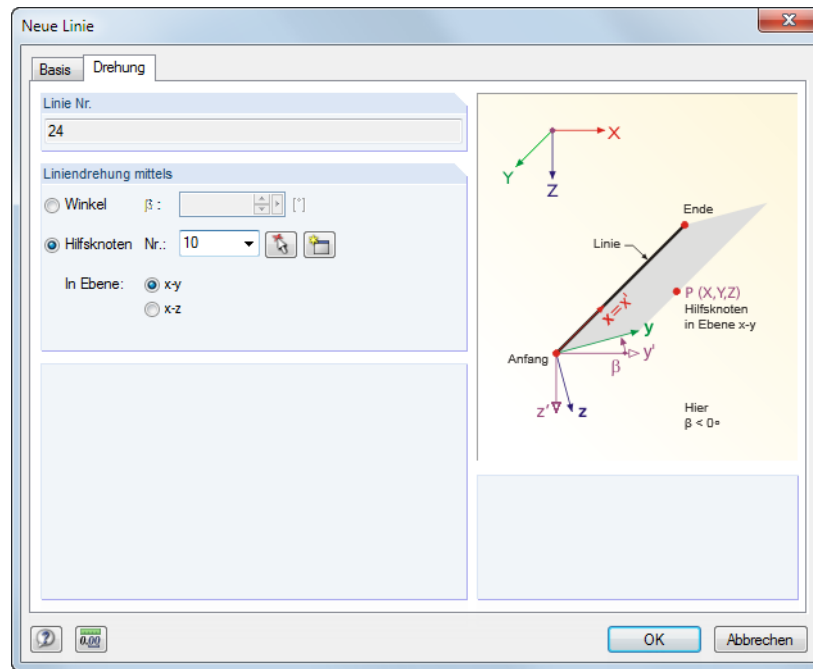 Neue Linie
Basis
Drehung
Linie Nr.
24
Liniendrehung mittels
Winkel β : [°]
Hilfsknoten Nr.: 10
In Ebene: x-y
x-z
X
Y
Z
Ende
Linie
x=x'
P (X,Y,Z)
Hilfsknoten
in Ebene x-y
y
Anfang
y'
β
z'
z
Hier
β < 0°
0.00
OK
Abbrechen